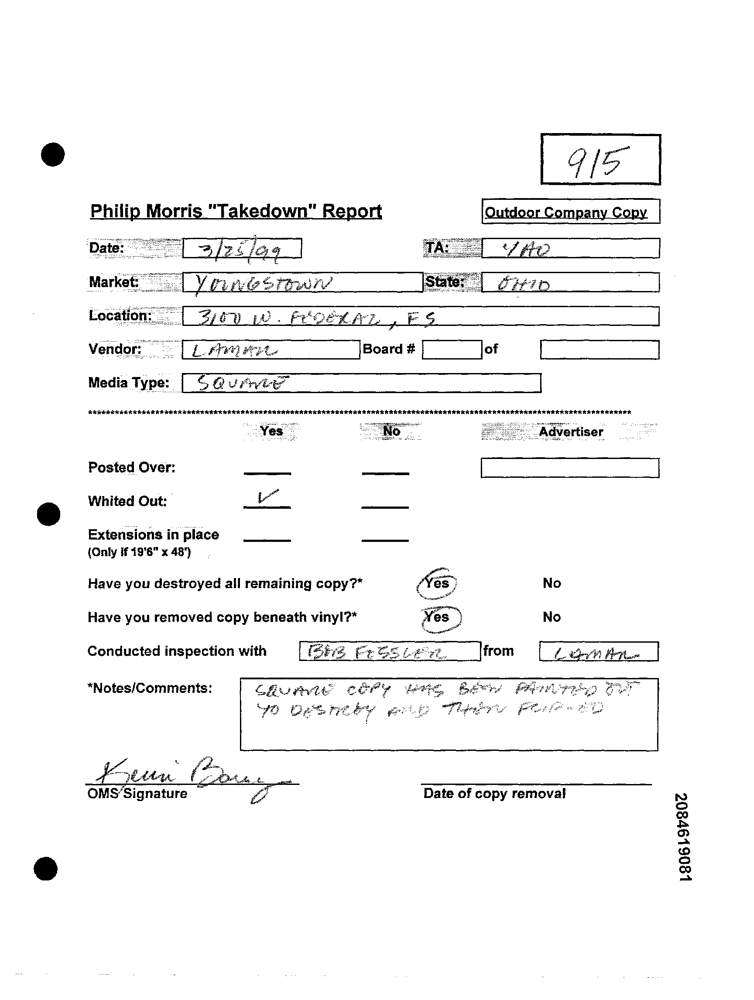 915
Philip Morris "Takedown" Report Outdoor Company Copy
Date: 3/25/99 TA: YAO
Market: YOUNGSTOWN State: OHIO
Location: 3100 W. FEDERAL, FS
Vendor: LAMAR Board # of
Media Type: SQUARE
Yes No Advertiser
Posted Over:
Whited Out: ✓
Extensions in place
(Only if 19'6" x 48')
Have you destroyed all remaining copy?* Yes No
Have you removed copy beneath vinyl?* Yes No
Conducted inspection with BOB FESSLER from LAMAR
*Notes/Comments: SQUARE COPY HAS BEEN PAINTED OUT
TO DESTROY AND THEN FLIPPED
OMS Signature Date of copy removal
2084619081